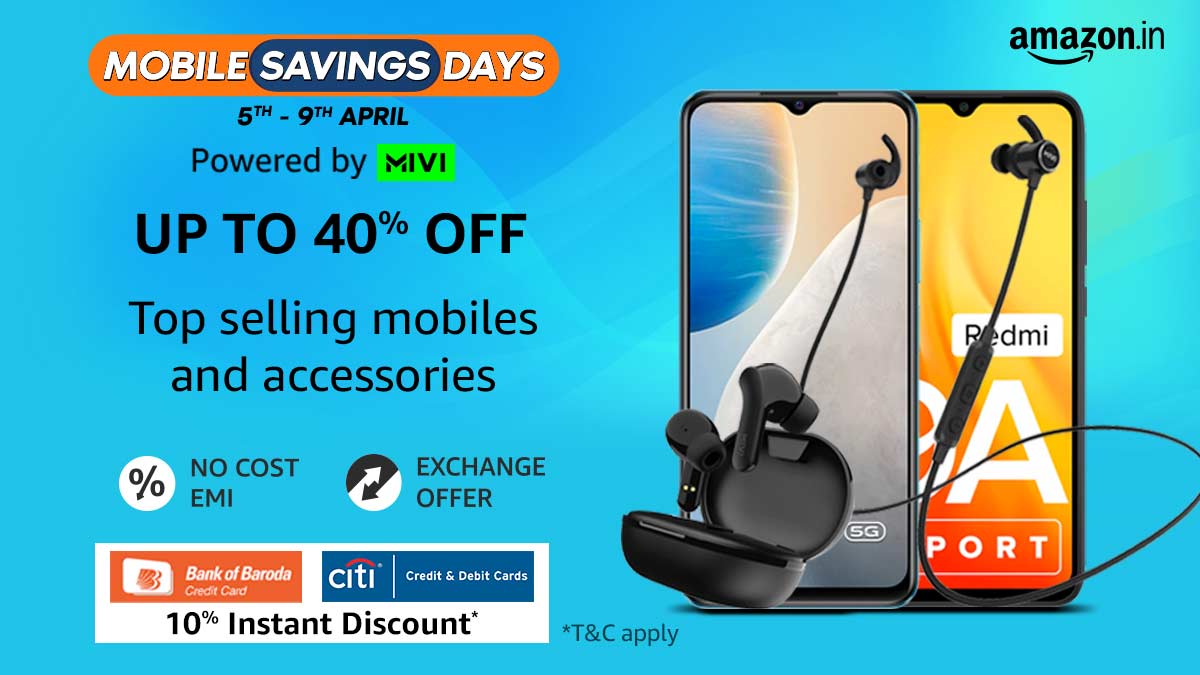 amazon.in
MOBILE SAVINGS DAYS
5TH - 9TH APRIL
Powered by MIVI
UP TO 40% OFF
Top selling mobiles
and accessories
NO COST
EMI
EXCHANGE
OFFER
Bank of Baroda
Credit Card
citi
Credit & Debit Cards
10% Instant Discount*
*T&C apply
Redmi
9A
5G
PORT